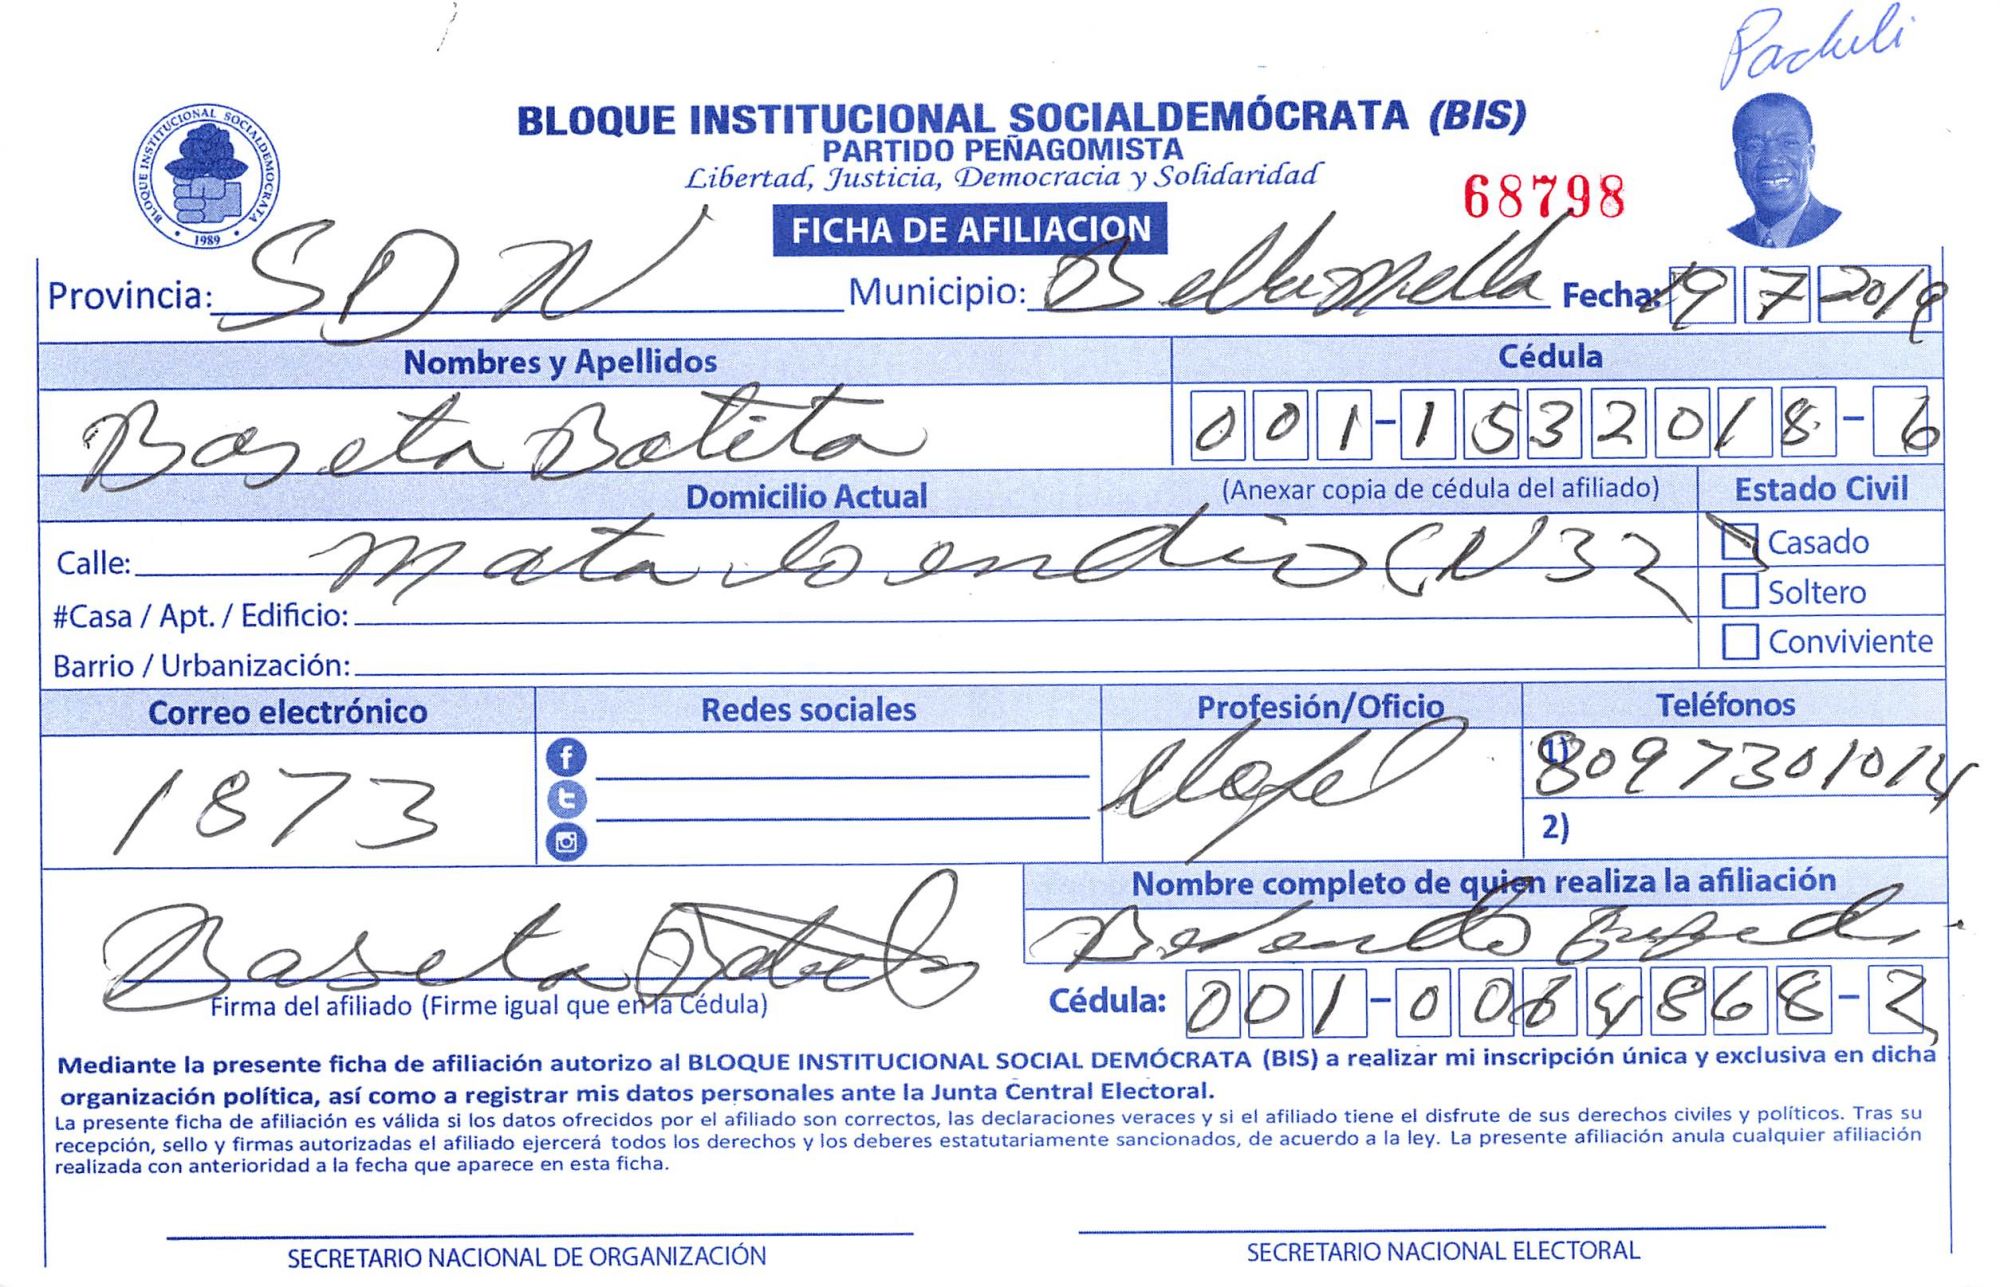 Pachuli
BLOQUE INSTITUCIONAL SOCIALDEMÓCRATA (BIS)
PARTIDO PEÑAGOMISTA
Libertad, Justicia, Democracia y Solidaridad
68798
BLOQUE INSTITUCIONAL SOCIALDEMOCRATA
1989
FICHA DE AFILIACION
Provincia: SDN Municipio: Fecha: 19 7 2019
Nombres y Apellidos Cédula
Baseta Batita 001-1532018-6
Domicilio Actual (Anexar copia de cédula del afiliado) Estado Civil
Calle: Mata los indio CN 32 Casado
#Casa / Apt. / Edificio: Soltero
Barrio / Urbanización: Conviviente
Correo electrónico Redes sociales Profesión/Oficio Teléfonos
1873 1) 8097301014
2)
Nombre completo de quien realiza la afiliación
Baseta
Firma del afiliado (Firme igual que en la Cédula) Cédula: 001-0064868-2
Mediante la presente ficha de afiliación autorizo al BLOQUE INSTITUCIONAL SOCIAL DEMÓCRATA (BIS) a realizar mi inscripción única y exclusiva en dicha
organización política, así como a registrar mis datos personales ante la Junta Central Electoral.
La presente ficha de afiliación es válida si los datos ofrecidos por el afiliado son correctos, las declaraciones veraces y si el afiliado tiene el disfrute de sus derechos civiles y políticos. Tras su
recepción, sello y firmas autorizadas el afiliado ejercerá todos los derechos y los deberes estatutariamente sancionados, de acuerdo a la ley. La presente afiliación anula cualquier afiliación
realizada con anterioridad a la fecha que aparece en esta ficha.
SECRETARIO NACIONAL DE ORGANIZACIÓN SECRETARIO NACIONAL ELECTORAL